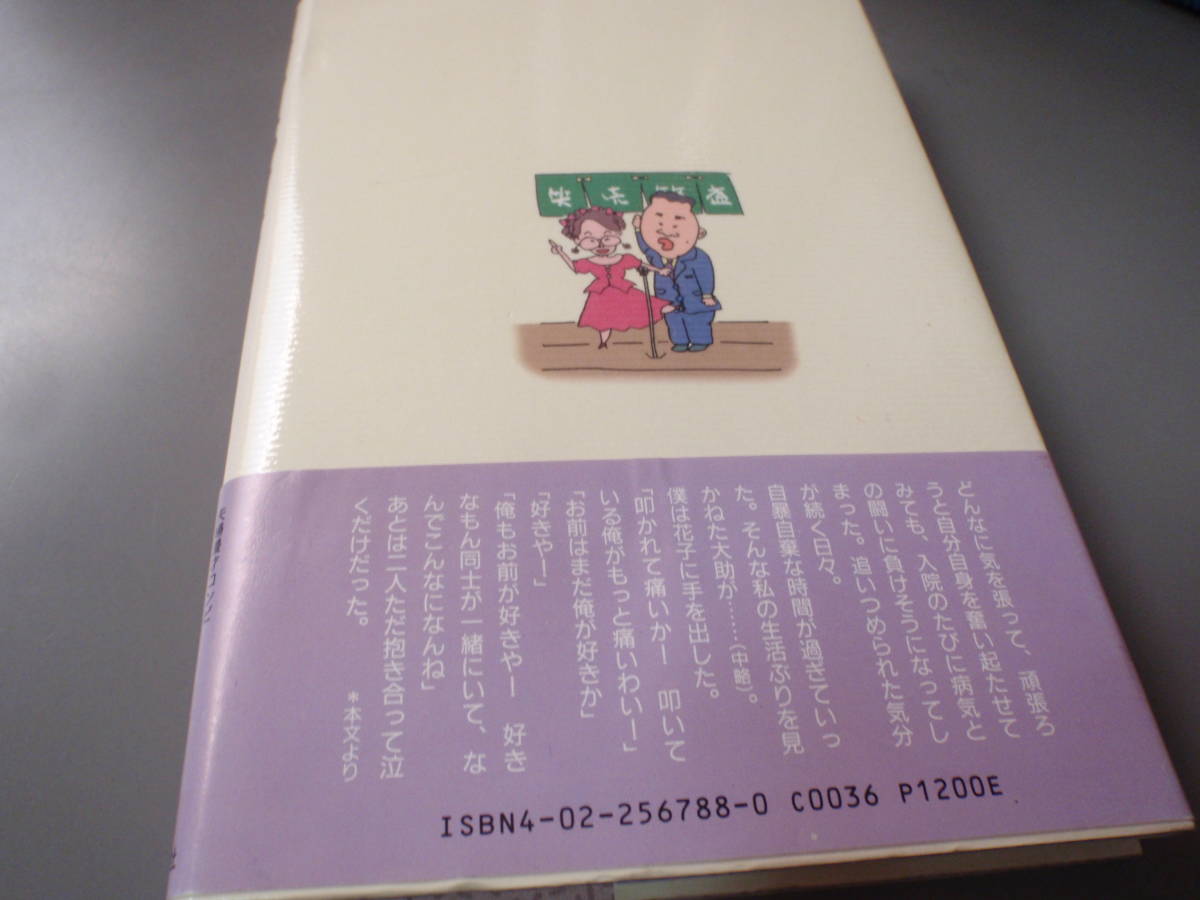 どんなに気を張って、頑張ろ
うと自分自身を奮い起たせて
みても、入院のたびに病気と
の闘いに負けそうになってし
まった。追いつめられた気分
が続く日々。
自暴自棄な時間が過ぎていっ
た。そんな私の生活ぶりを見
かねた大助が……(中略)。
僕は花子に手を出した。
「叩かれて痛いかー　叩いて
いる俺がもっと痛いわいー」
「お前はまだ俺が好きか」
「好きやー」
「俺もお前が好きやー　好き
なもん同士が一緒にいて、な
んでこんなになんね」
あとは二人ただ抱き合って泣
くだけだった。
＊本文より
ISBN4-02-256788-0 C0036 P1200E